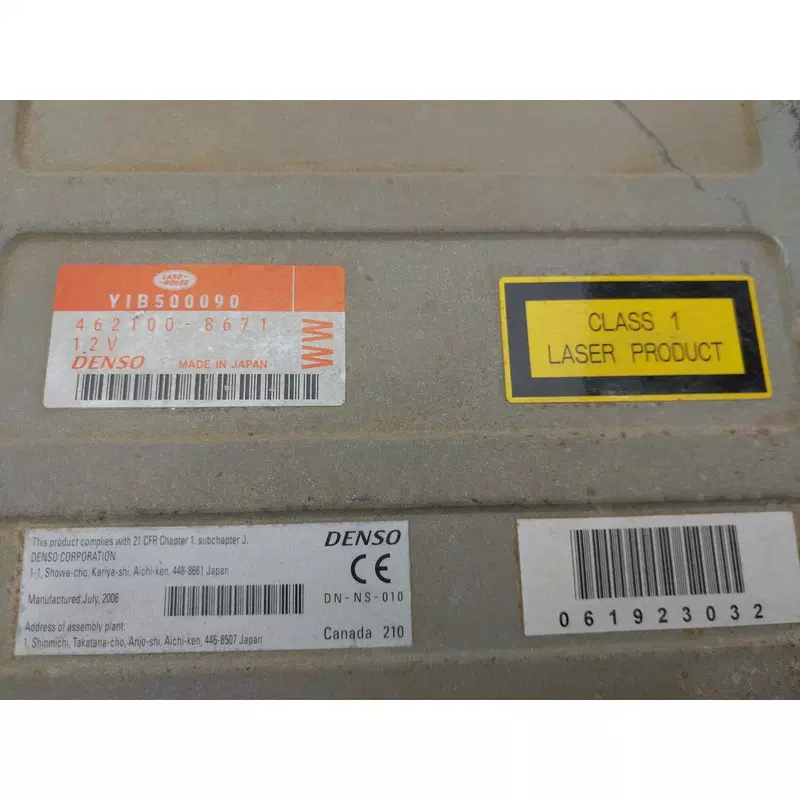 LAND-
ROVER
YIB500090
462100-8671
12V
DENSO MADE IN JAPAN
WW
CLASS 1
LASER PRODUCT
This product complies with 21 CFR Chapter 1. subchapter J.
DENSO CORPORATION
1-1, Showa-cho, Kariya-shi, Aichi-ken, 448-8661 Japan
Manufactured.July, 2006
Address of assembly plant:
1 Shinmichi, Takatana-cho, Anjo-shi, Aichi-ken, 446-8507 Japan
DENSO
CE
DN-NS-010
Canada 210
061923032